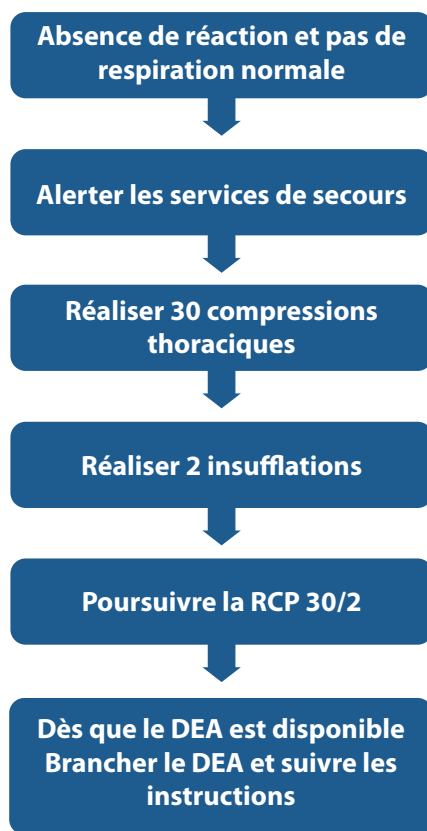 Absence de réaction et pas de
respiration normale
Alerter les services de secours
Réaliser 30 compressions
thoraciques
Réaliser 2 insufflations
Poursuivre la RCP 30/2
Dès que le DEA est disponible
Brancher le DEA et suivre les
instructions